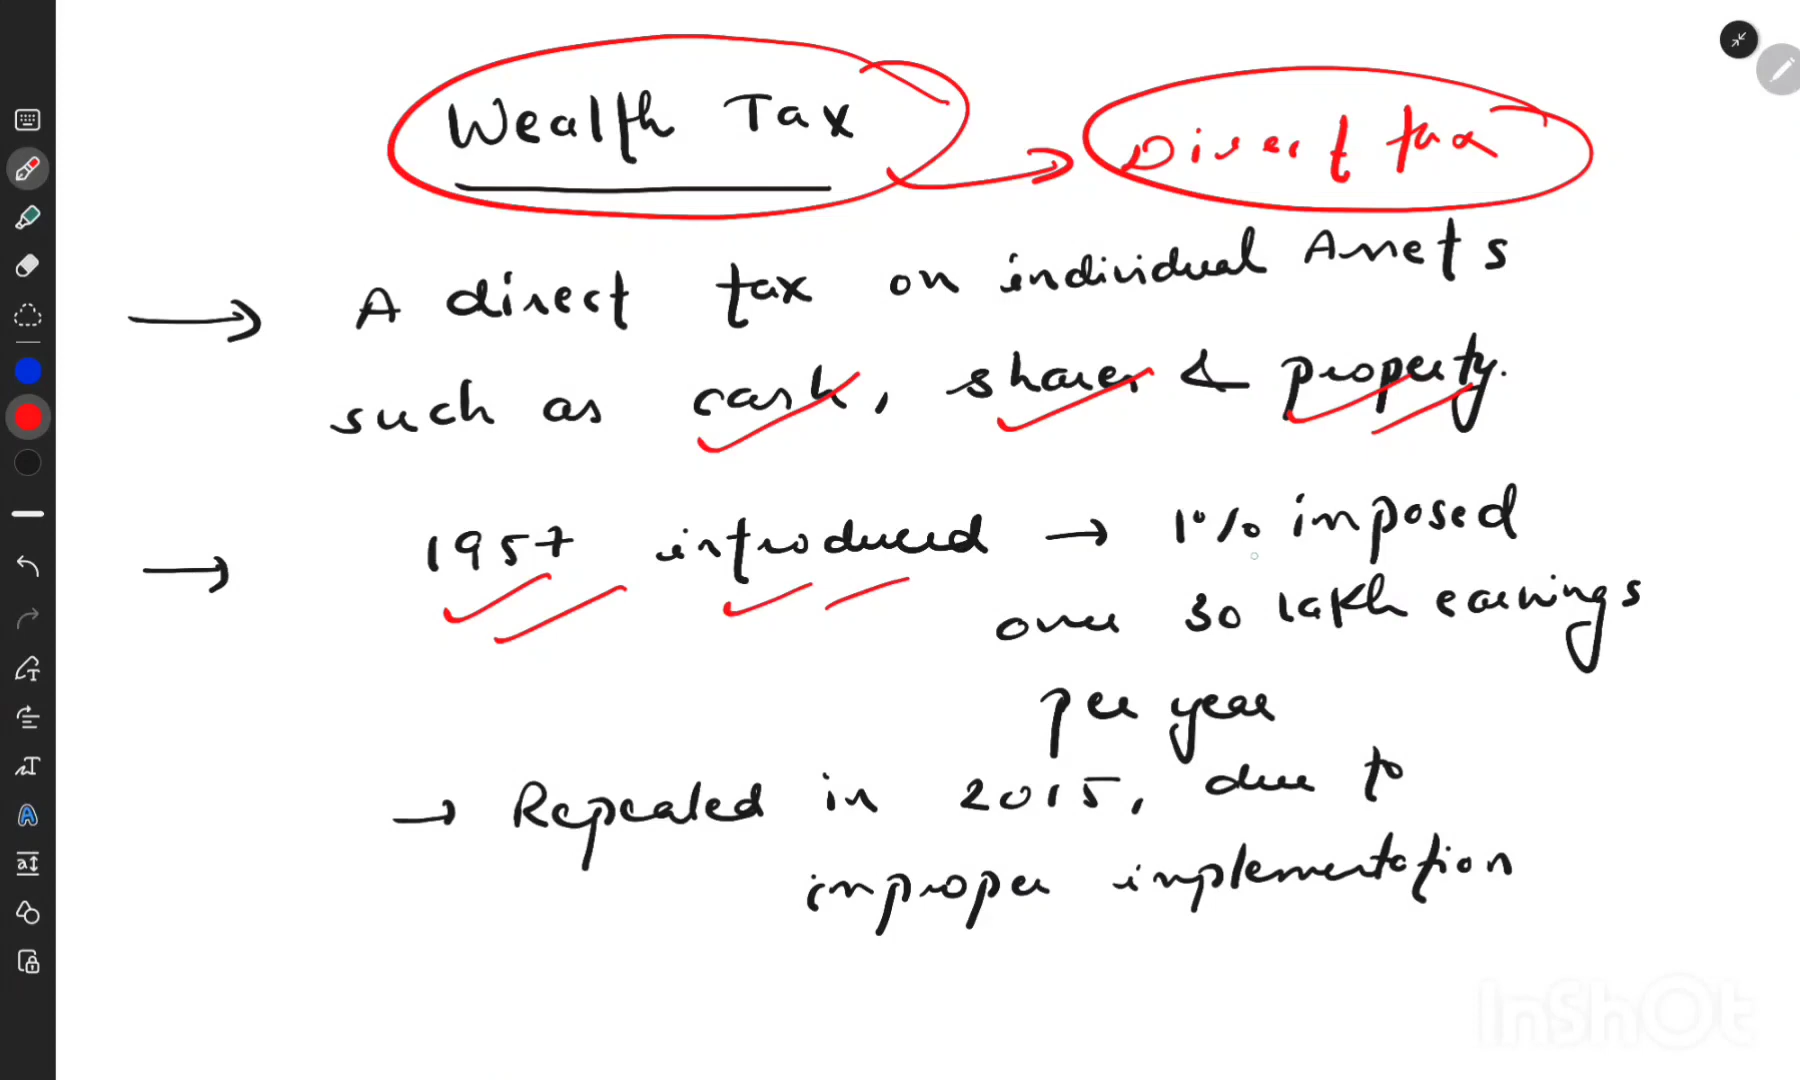 Wealth Tax → Direct tax
→ A direct tax on individual Assets
such as cash, shares & property.
→ 1957 introduced → 1% imposed
over 30 lakh earnings
per year
→ Repealed in 2015, due to
improper implementation
InShOt